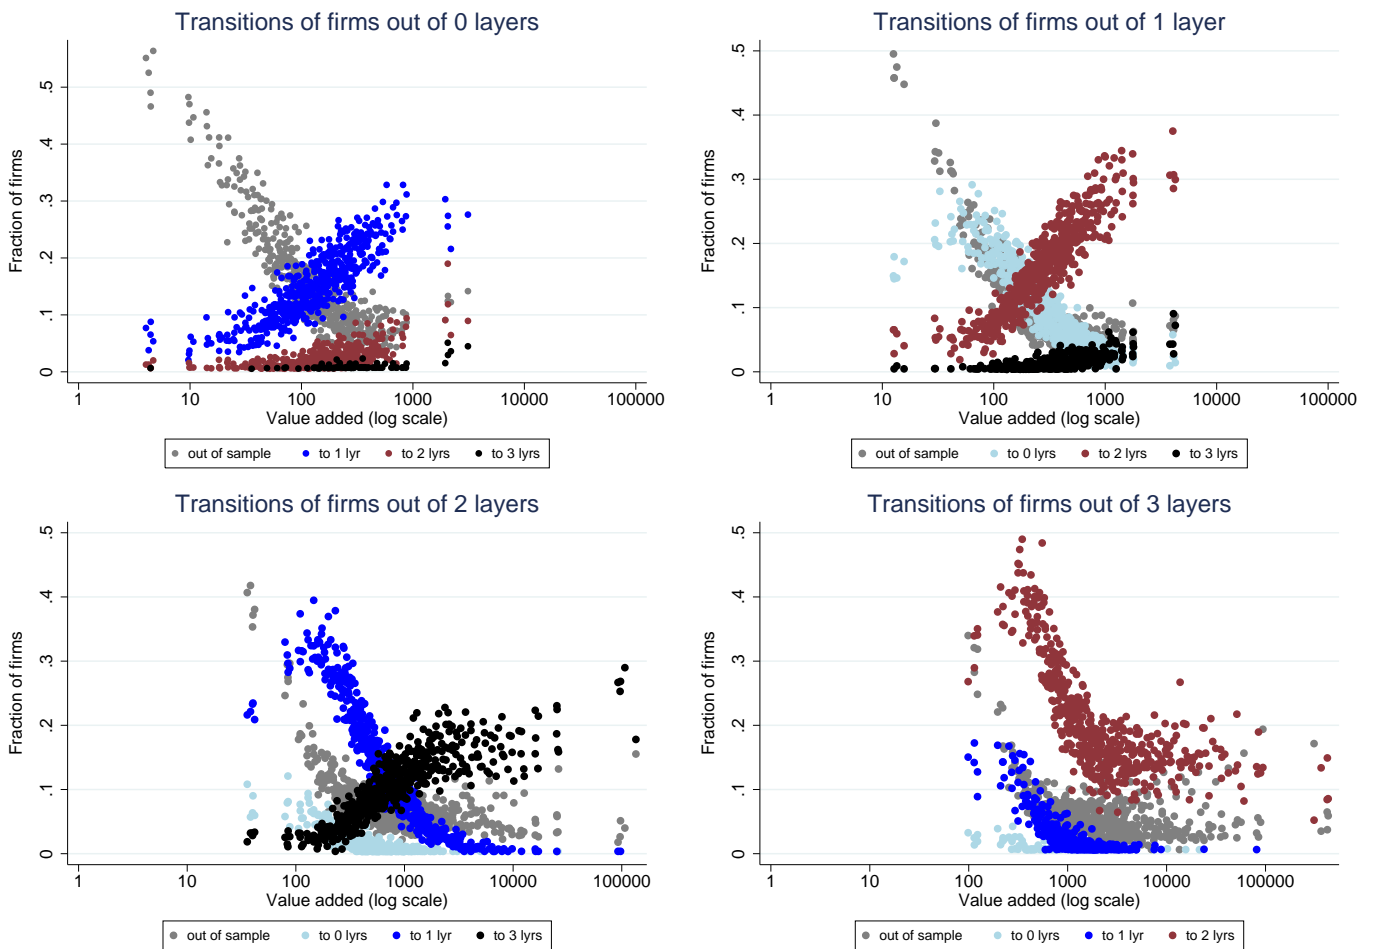 Transitions of firms out of 0 layers
Fraction of firms
.5
.4
.3
.2
.1
0
1 10 100 1000 10000 100000
Value added (log scale)
out of sample to 1 lyr to 2 lyrs to 3 lyrs
Transitions of firms out of 1 layer
Fraction of firms
.5
.4
.3
.2
.1
0
1 10 100 1000 10000 100000
Value added (log scale)
out of sample to 0 lyrs to 2 lyrs to 3 lyrs
Transitions of firms out of 2 layers
Fraction of firms
.5
.4
.3
.2
.1
0
1 10 100 1000 10000 100000
Value added (log scale)
out of sample to 0 lyrs to 1 lyr to 3 lyrs
Transitions of firms out of 3 layers
Fraction of firms
.5
.4
.3
.2
.1
0
1 10 100 1000 10000 100000
Value added (log scale)
out of sample to 0 lyrs to 1 lyr to 2 lyrs